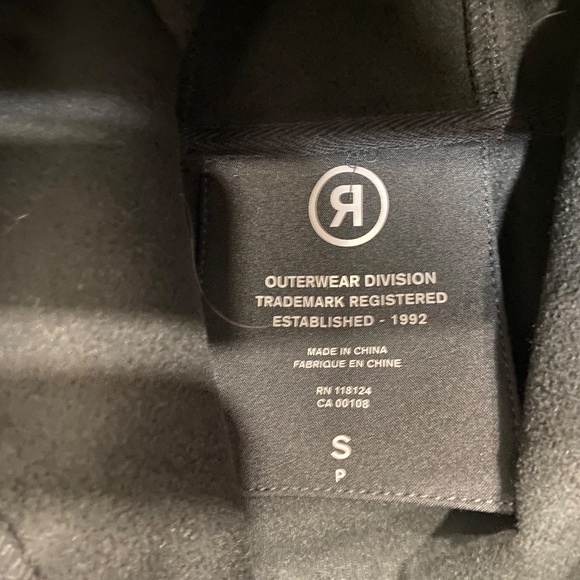 Я
OUTERWEAR DIVISION
TRADEMARK REGISTERED
ESTABLISHED - 1992
MADE IN CHINA
FABRIQUE EN CHINE
RN 118124
CA 00108
S
P